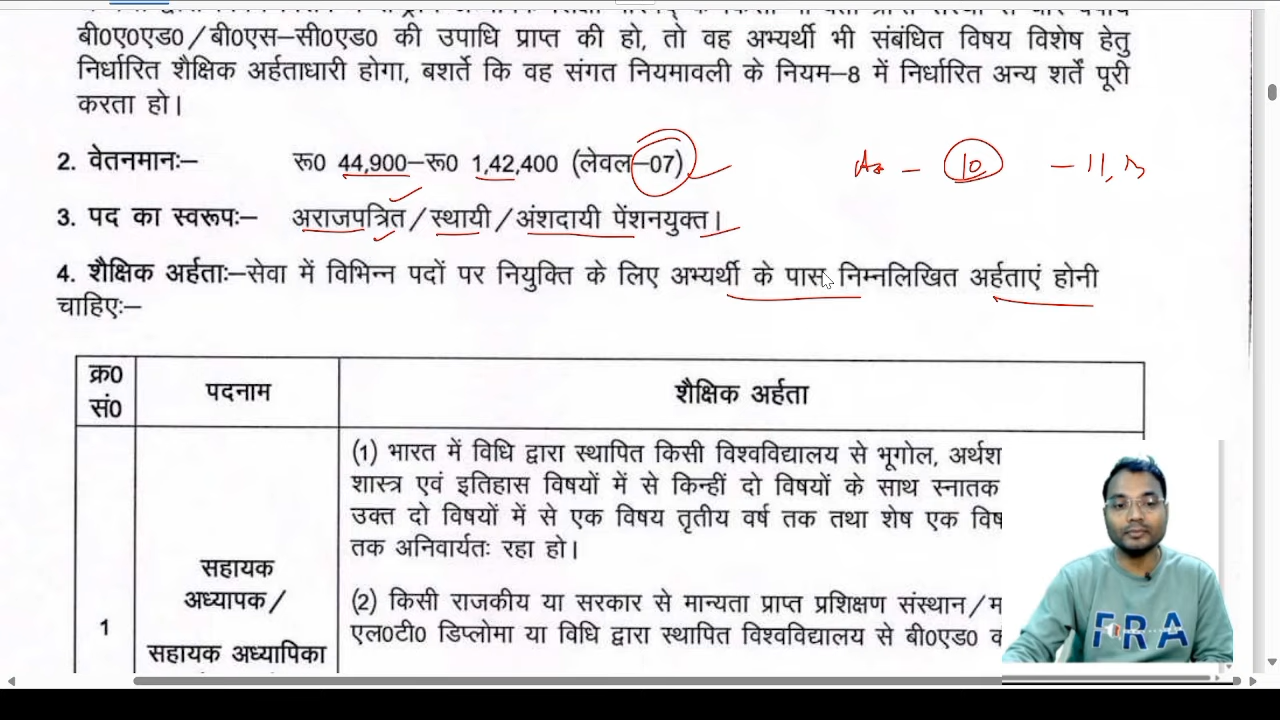 बी0ए0एड0/बी0एस–सी0एड0 की उपाधि प्राप्त की हो, तो वह अभ्यर्थी भी संबंधित विषय विशेष हेतु
निर्धारित शैक्षिक अर्हताधारी होगा, बशर्ते कि वह संगत नियमावली के नियम–8 में निर्धारित अन्य शर्तें पूरी
करता हो।
2. वेतनमानः– रू0 44,900–रू0 1,42,400 (लेवल–07) 10 – 11,
3. पद का स्वरूपः– अराजपत्रित/स्थायी/अंशदायी पेंशनयुक्त।
4. शैक्षिक अर्हताः–सेवा में विभिन्न पदों पर नियुक्ति के लिए अभ्यर्थी के पास निम्नलिखित अर्हताएं होनी
चाहिएः–
क्र0
सं0
पदनाम
शैक्षिक अर्हता
1
सहायक
अध्यापक/
सहायक अध्यापिका
(1) भारत में विधि द्वारा स्थापित किसी विश्वविद्यालय से भूगोल, अर्थश
शास्त्र एवं इतिहास विषयों में से किन्हीं दो विषयों के साथ स्नातक
उक्त दो विषयों में से एक विषय तृतीय वर्ष तक तथा शेष एक विष
तक अनिवार्यतः रहा हो।
(2) किसी राजकीय या सरकार से मान्यता प्राप्त प्रशिक्षण संस्थान/म
एल0टी0 डिप्लोमा या विधि द्वारा स्थापित विश्वविद्यालय से बी0एड0 क
FRA